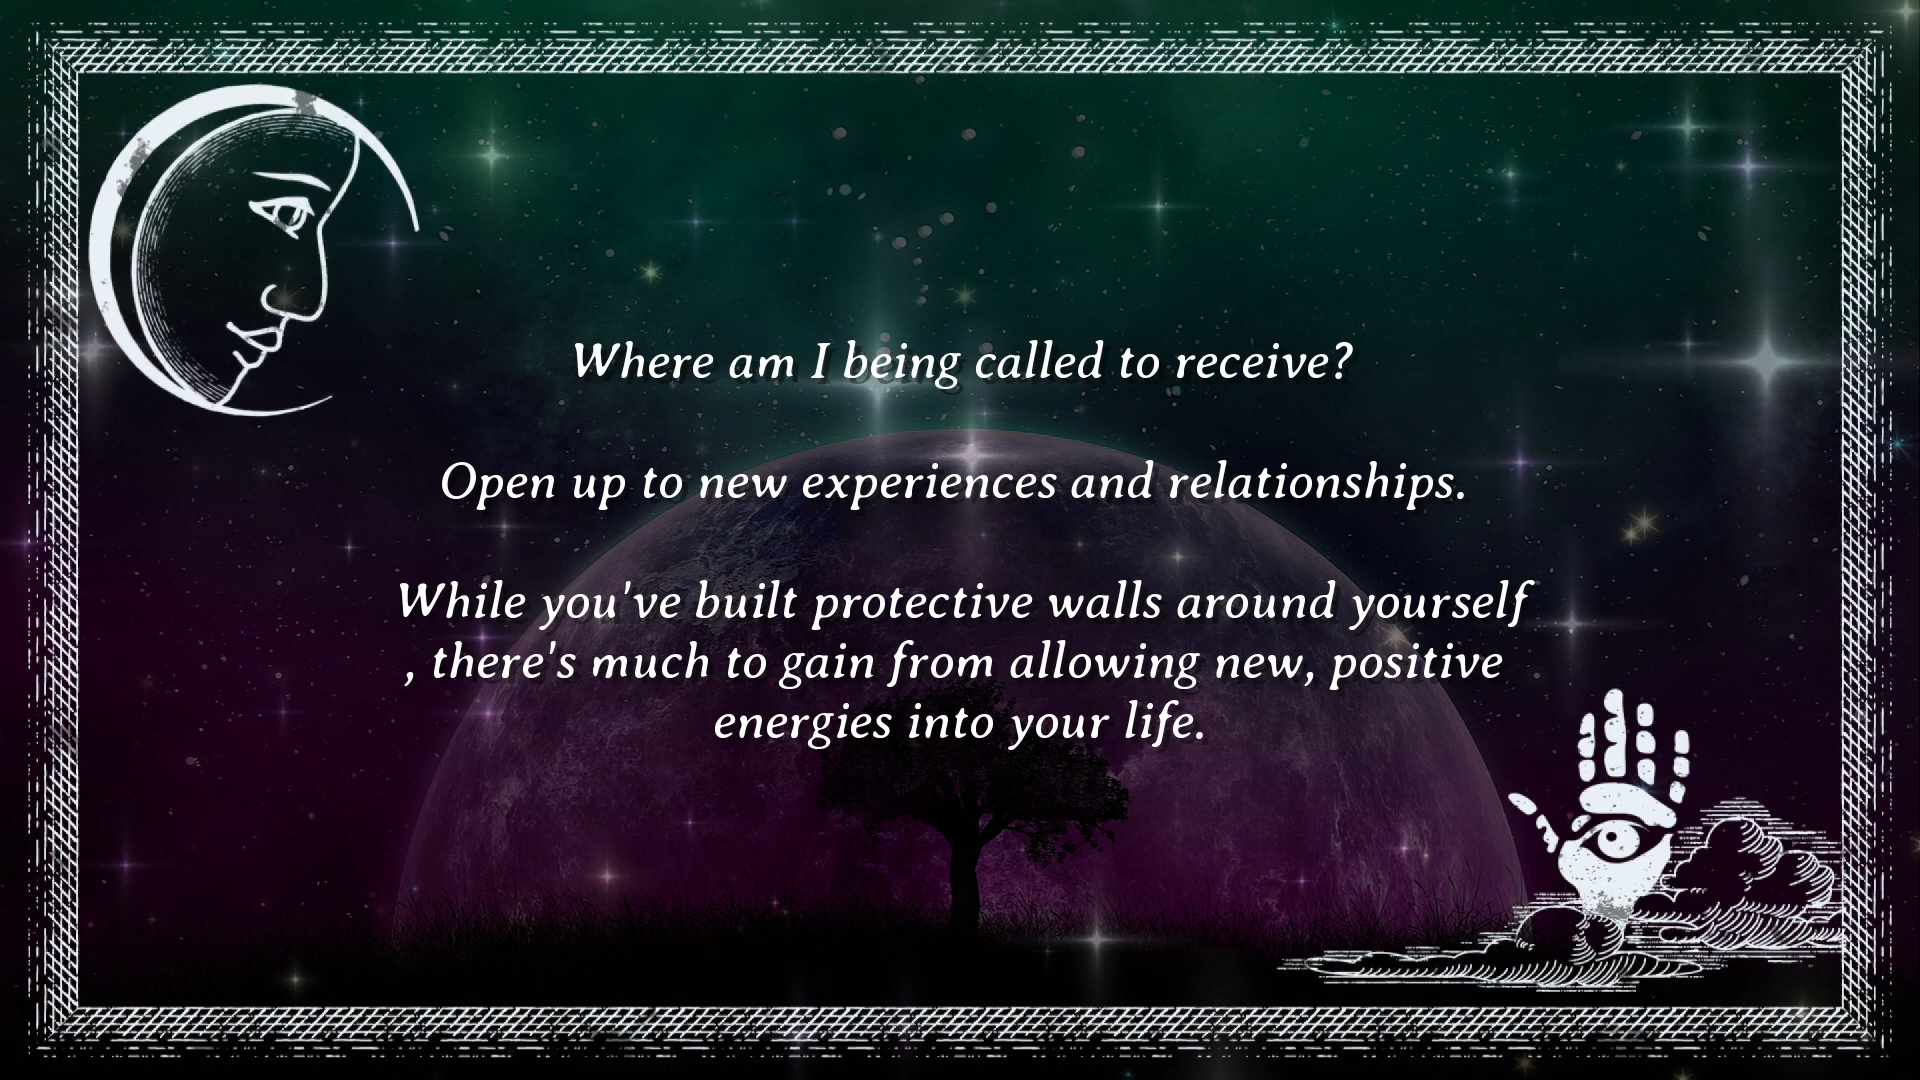 Where am I being called to receive?
Open up to new experiences and relationships.
While you've built protective walls around yourself
, there's much to gain from allowing new, positive
energies into your life.